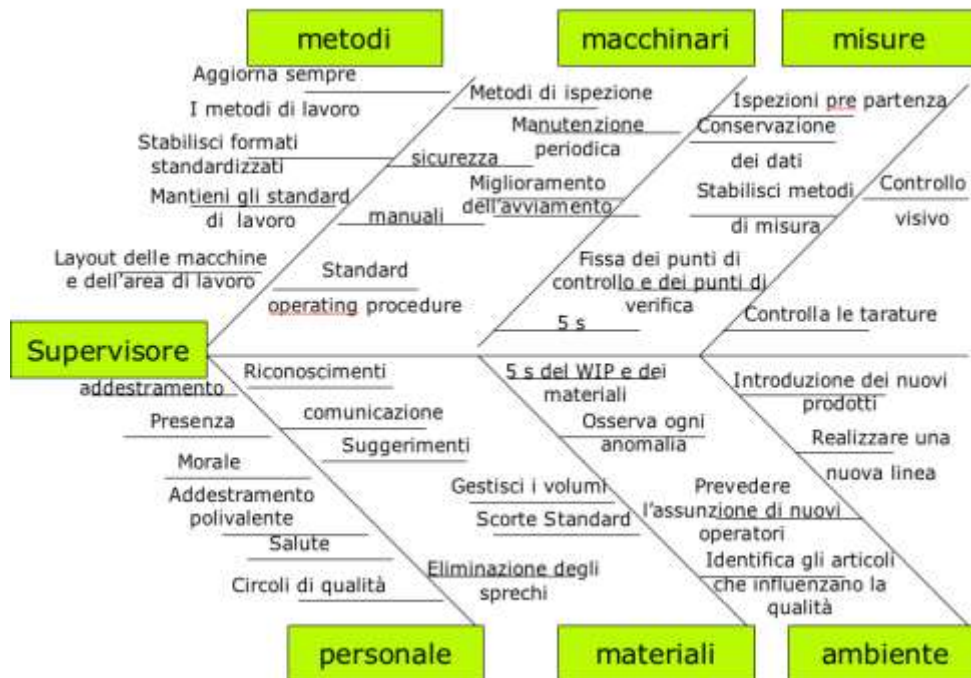 metodi
macchinari
misure
Aggiorna sempre
I metodi di lavoro
Stabilisci formati
standardizzati
Mantieni gli standard
di lavoro
Layout delle macchine
e dell'area di lavoro
sicurezza
manuali
Standard
operating procedure
Metodi di ispezione
Manutenzione
periodica
Miglioramento
dell'avviamento
Fissa dei punti di
controllo e dei punti di
verifica
5 s
Ispezioni pre partenza
Conservazione
dei dati
Stabilisci metodi
di misura
Controllo
visivo
Controlla le tarature
Supervisore
addestramento
Presenza
Morale
Addestramento
polivalente
Salute
Circoli di qualità
Riconoscimenti
comunicazione
Suggerimenti
Eliminazione degli
sprechi
5 s del WIP e dei
materiali
Osserva ogni
anomalia
Gestisci i volumi
Scorte Standard
Introduzione dei nuovi
prodotti
Realizzare una
nuova linea
Prevedere
l'assunzione di nuovi
operatori
Identifica gli articoli
che influenzano la
qualità
personale
materiali
ambiente